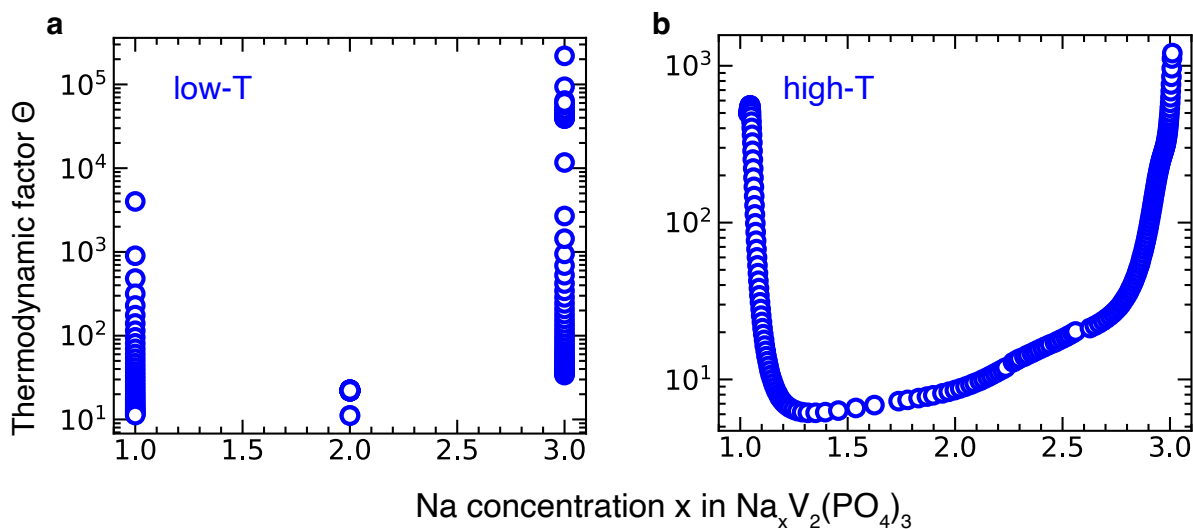 a
b
low-T
high-T
Thermodynamic factor Θ
10⁵
10⁴
10³
10²
10¹
1.0 1.5 2.0 2.5 3.0
10³
10²
10¹
1.0 1.5 2.0 2.5 3.0
Na concentration x in NaₓV₂(PO₄)₃